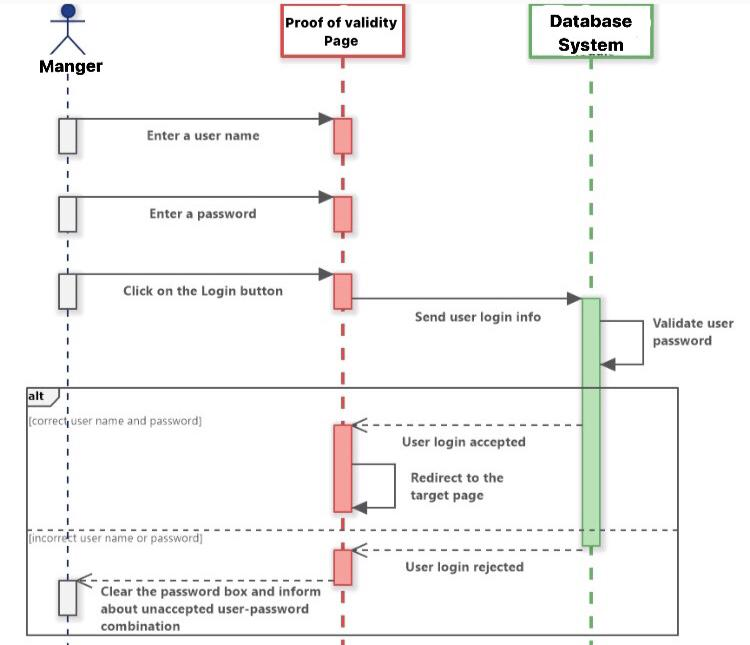 Manger
Proof of validity
Page
Database
System
Enter a user name
Enter a password
Click on the Login button
Send user login info
Validate user
password
alt
[correct user name and password]
User login accepted
Redirect to the
target page
[incorrect user name or password]
User login rejected
Clear the password box and inform
about unaccepted user-password
combination